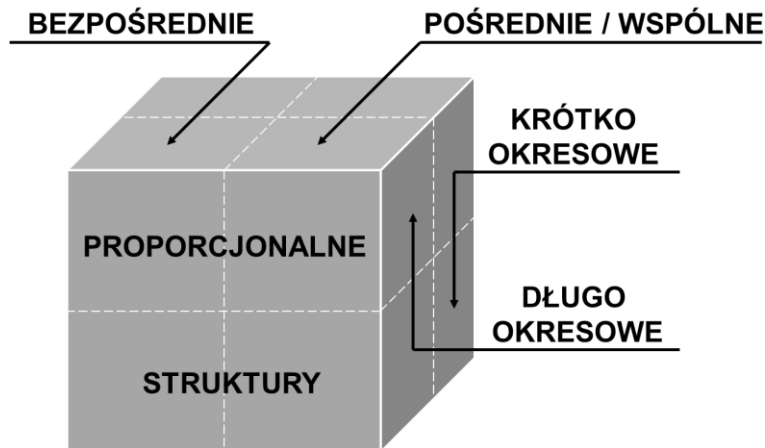 BEZPOŚREDNIE
POŚREDNIE / WSPÓLNE
KRÓTKO
OKRESOWE
PROPORCJONALNE
DŁUGO
OKRESOWE
STRUKTURY